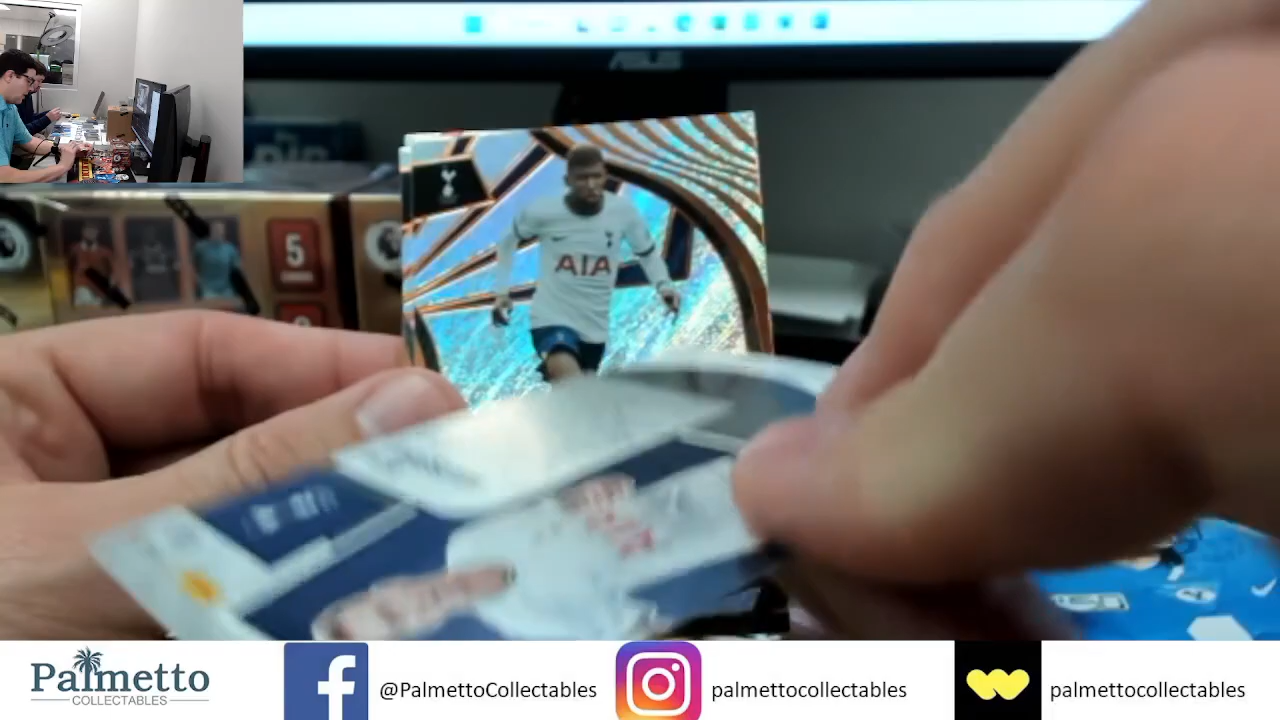 ASUS
5
AIA
Palmetto
COLLECTABLES
@PalmettoCollectables
palmettocollectables
palmettocollectables